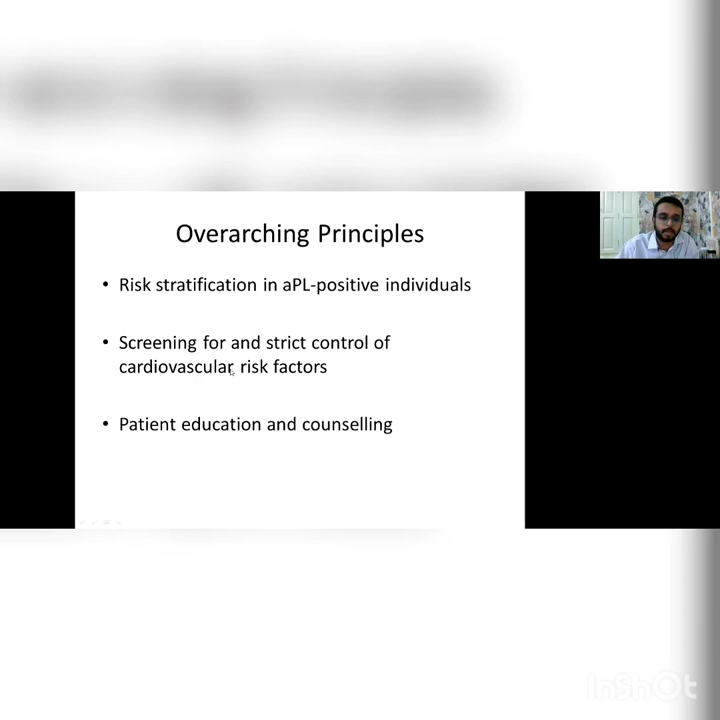 Overarching Principles
• Risk stratification in aPL-positive individuals
• Screening for and strict control of
cardiovascular risk factors
• Patient education and counselling
InShOt